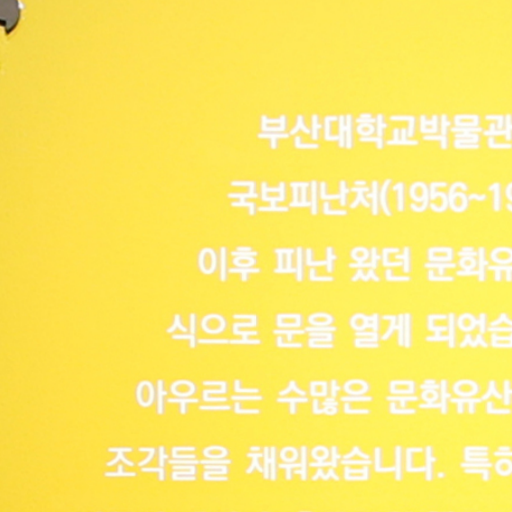 부산대학교박물관
국보피난처(1956~19
이후 피난 왔던 문화유
식으로 문을 열게 되었습
아우르는 수많은 문화유산
조각들을 채워왔습니다. 특히